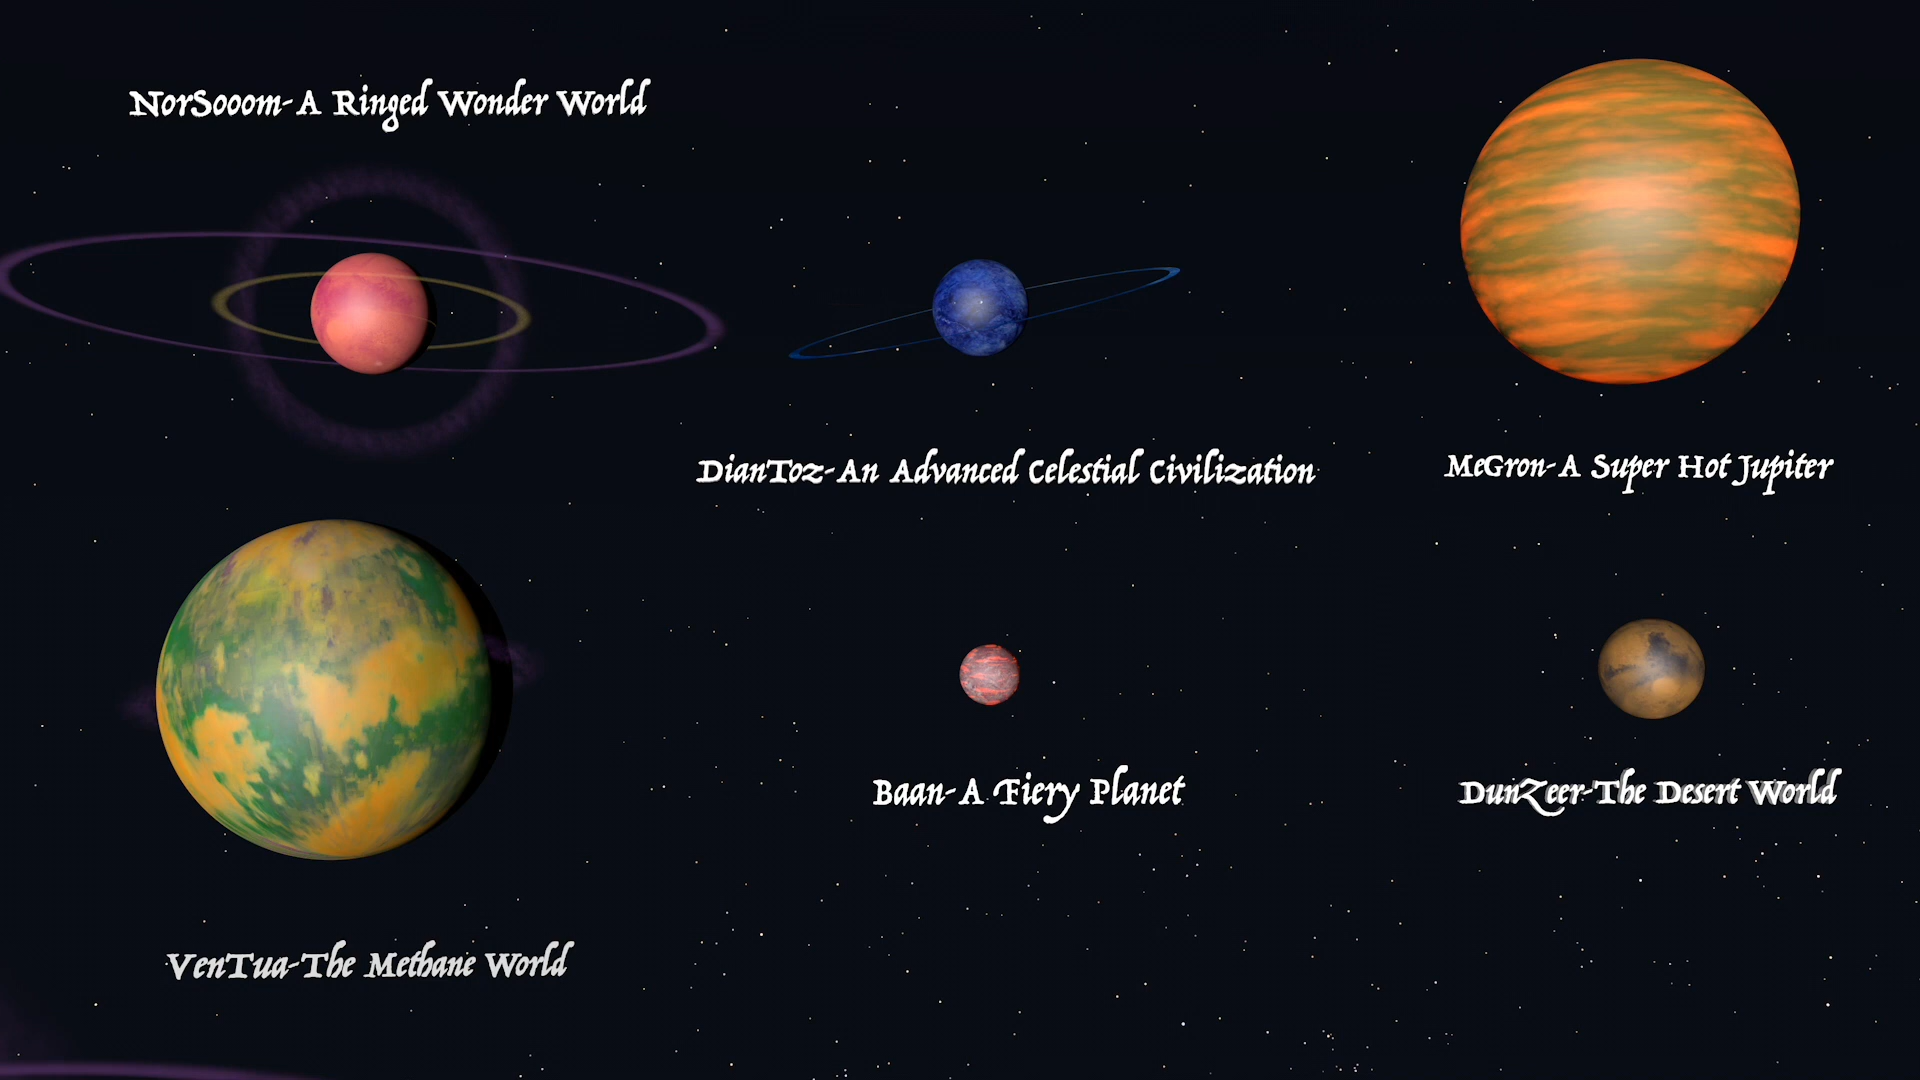 NorSooom-A Ringed Wonder World
DianToz-An Advanced Celestial Civilization
MeGron-A Super Hot Jupiter
VenTua-The Methane World
Baan-A Fiery Planet
DunZeer-The Desert World